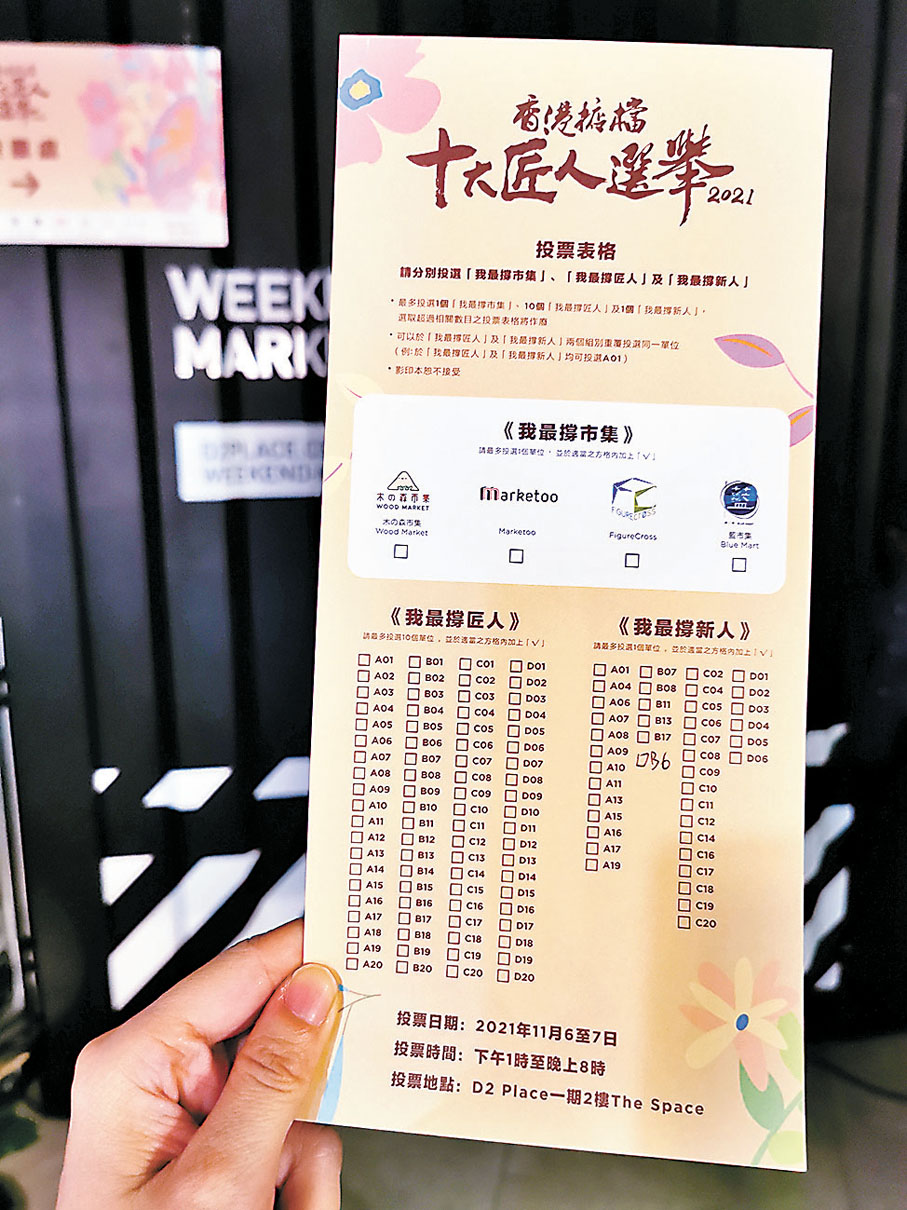 香港掂檔
十大匠人選舉2021
投票表格
請分別投選「我最撐市集」、「我最撐匠人」及「我最撐新人」
* 最多投選1個「我最撐市集」、10個「我最撐匠人」及1個「我最撐新人」，
選取超過相關數目之投票表格將作廢
* 可以於「我最撐匠人」及「我最撐新人」兩個組別重覆投選同一單位
（例：於「我最撐匠人」及「我最撐新人」均可投選A01）
* 影印本恕不接受
WEEK
MARK
D2PLACE
WEEKEND
《我最撐市集》
請最多投選1個單位，並於適當之方格內加上「√」
木の森市集 marketoo FIGURECROSS 藍
WOOD MARKET
木の森市集 Marketoo FigureCross 藍市集
Wood Market Blue Mart
《我最撐匠人》
請最多投選10個單位，並於適當之方格內加上「√」
A01 B01 C01 D01
A02 B02 C02 D02
A03 B03 C03 D03
A04 B04 C04 D04
A05 B05 C05 D05
A06 B06 C06 D06
A07 B07 C07 D07
A08 B08 C08 D08
A09 B09 C09 D09
A10 B10 C10 D10
A11 B11 C11 D11
A12 B12 C12 D12
A13 B13 C13 D13
A14 B14 C14 D14
A15 B15 C15 D15
A16 B16 C16 D16
A17 B17 C17 D17
A18 B18 C18 D18
A19 B19 C19 D19
A20 B20 C20 D20
《我最撐新人》
請最多投選1個單位，並於適當之方格內加上「√」
A01 B07 C02 D01
A04 B08 C04 D02
A06 B11 C05 D03
A07 B13 C06 D04
A08 B17 C07 D05
A09 B6 C08 D06
A10 C09
A11 C10
A13 C11
A15 C12
A16 C14
A17 C16
A19 C17
C18
C19
C20
投票日期：2021年11月6至7日
投票時間：下午1時至晚上8時
投票地點：D2 Place一期2樓The Space